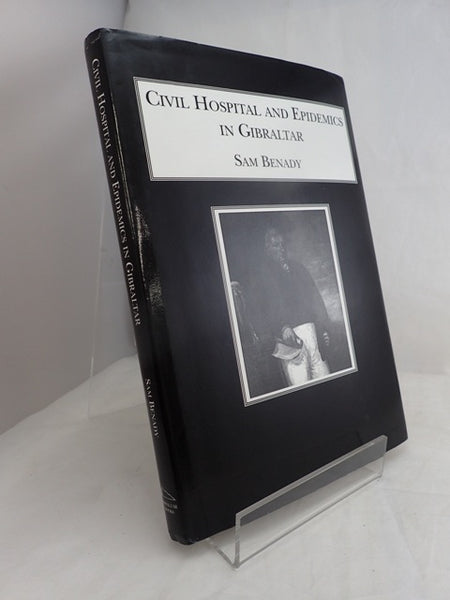 CIVIL HOSPITAL AND EPIDEMICS
IN GIBRALTAR
SAM BENADY
CIVIL HOSPITAL AND EPIDEMICS IN GIBRALTAR
SAM BENADY